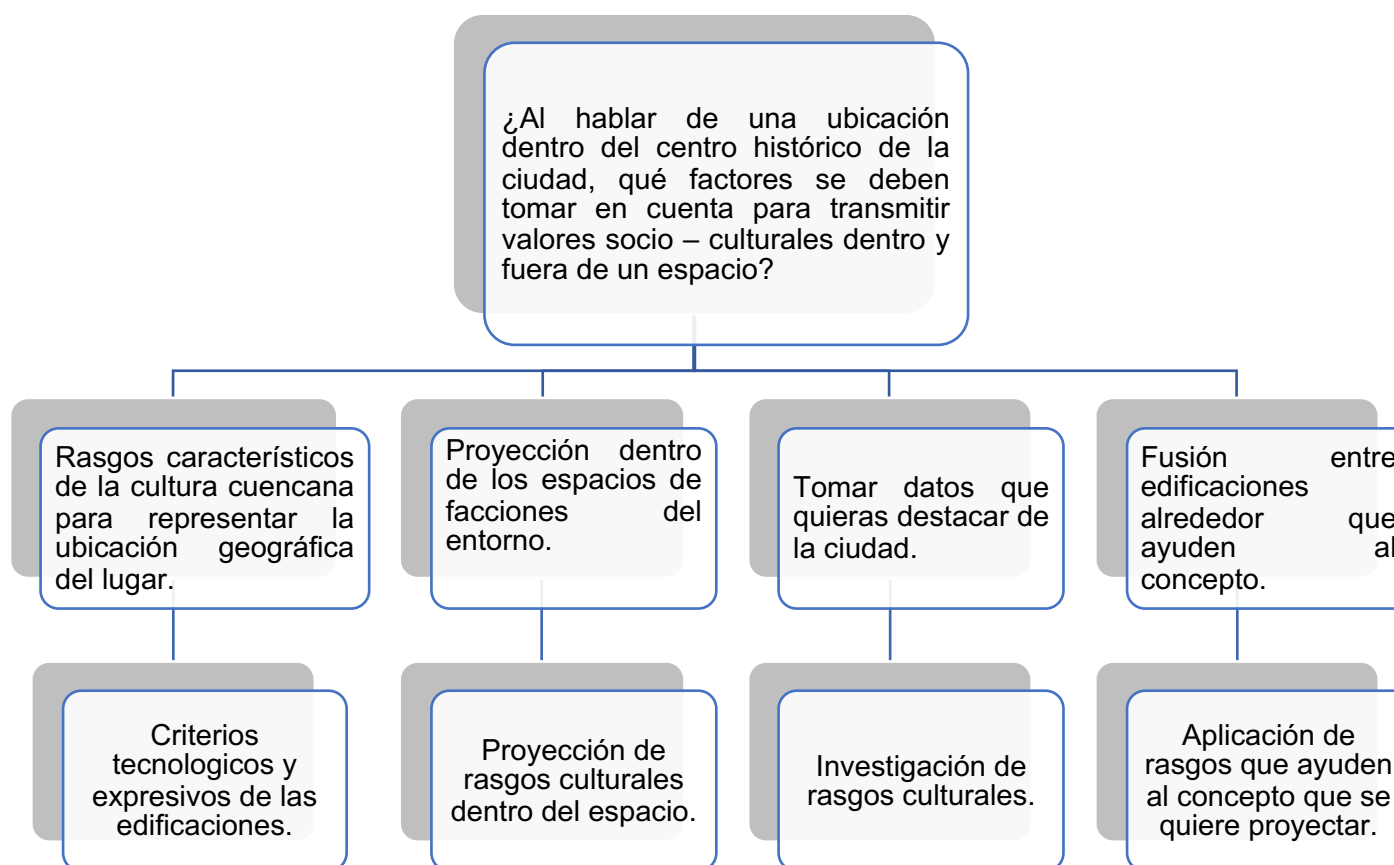 ¿Al hablar de una ubicación
dentro del centro histórico de la
ciudad, qué factores se deben
tomar en cuenta para transmitir
valores socio – culturales dentro y
fuera de un espacio?
Rasgos característicos
de la cultura cuencana
para representar la
ubicación geográfica
del lugar.
Proyección dentro
de los espacios de
facciones del
entorno.
Tomar datos que
quieras destacar de
la ciudad.
Fusión entre
edificaciones
alrededor que
ayuden al
concepto.
Criterios
tecnologicos y
expresivos de las
edificaciones.
Proyección de
rasgos culturales
dentro del espacio.
Investigación de
rasgos culturales.
Aplicación de
rasgos que ayuden
al concepto que se
quiere proyectar.